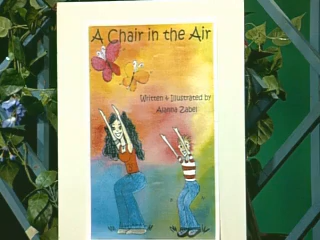 A Chair in the Air
Written & Illustrated by
Alanna Zabel